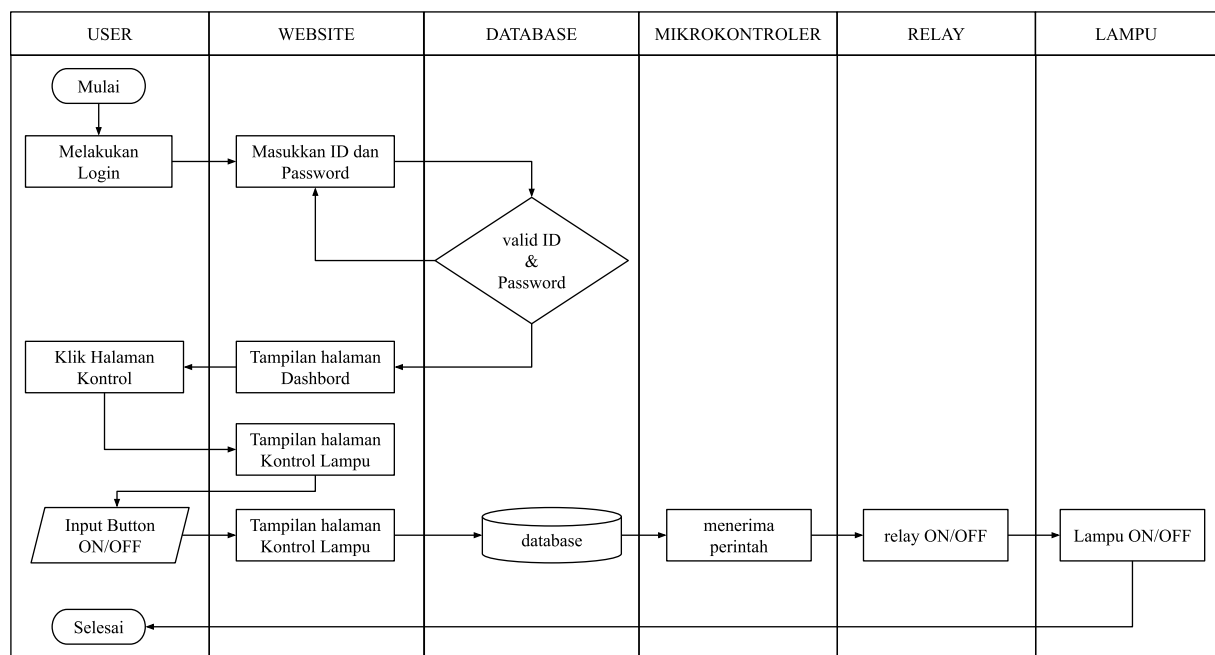 USER
WEBSITE
DATABASE
MIKROKONTROLER
RELAY
LAMPU
Mulai
Melakukan
Login
Masukkan ID dan
Password
valid ID
&
Password
Klik Halaman
Kontrol
Tampilan halaman
Dashbord
Tampilan halaman
Kontrol Lampu
Input Button
ON/OFF
Tampilan halaman
Kontrol Lampu
database
menerima
perintah
relay ON/OFF
Lampu ON/OFF
Selesai